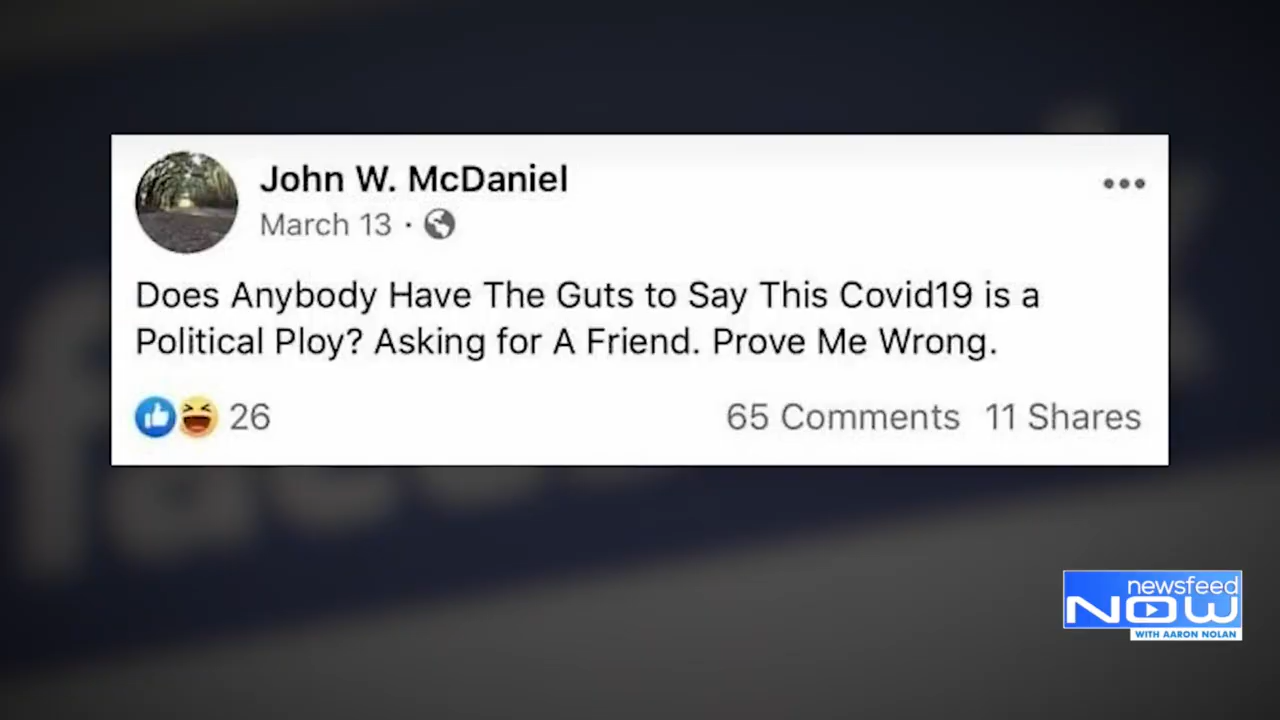 John W. McDaniel
March 13 ·
Does Anybody Have The Guts to Say This Covid19 is a
Political Ploy? Asking for A Friend. Prove Me Wrong.
26
65 Comments 11 Shares
newsfeed
NOW
WITH AARON NOLAN